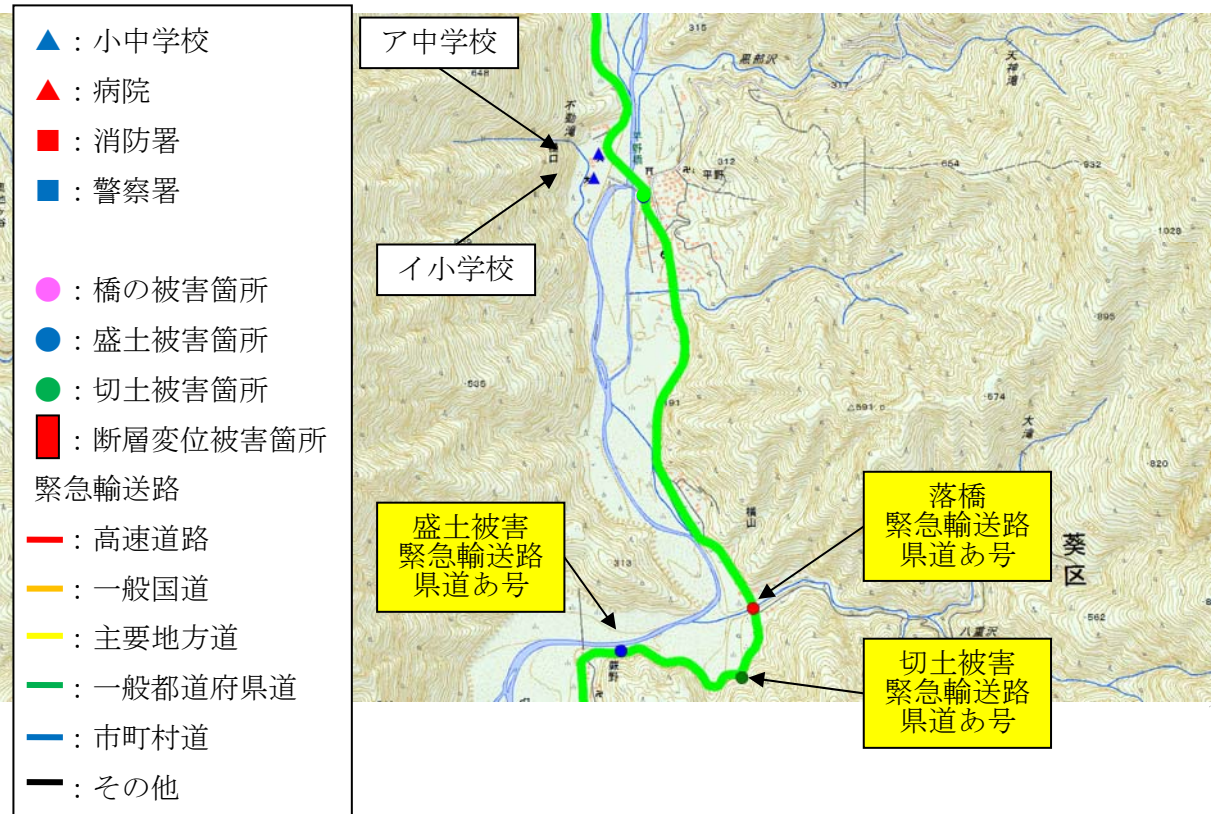 ▲：小中学校
▲：病院
■：消防署
■：警察署
●：橋の被害箇所
●：盛土被害箇所
●：切土被害箇所
：断層変位被害箇所
緊急輸送路
：高速道路
：一般国道
：主要地方道
：一般都道府県道
：市町村道
：その他
ア中学校
イ小学校
盛土被害
緊急輸送路
県道あ号
落橋
緊急輸送路
県道あ号
切土被害
緊急輸送路
県道あ号
315
648
黒部沢
317
天神滝
不動滝
平野橋
312
平野
654
932
1028
895
535
191
591
674
大滝
820
横山
313
葵区
562
八重沢
蕨野